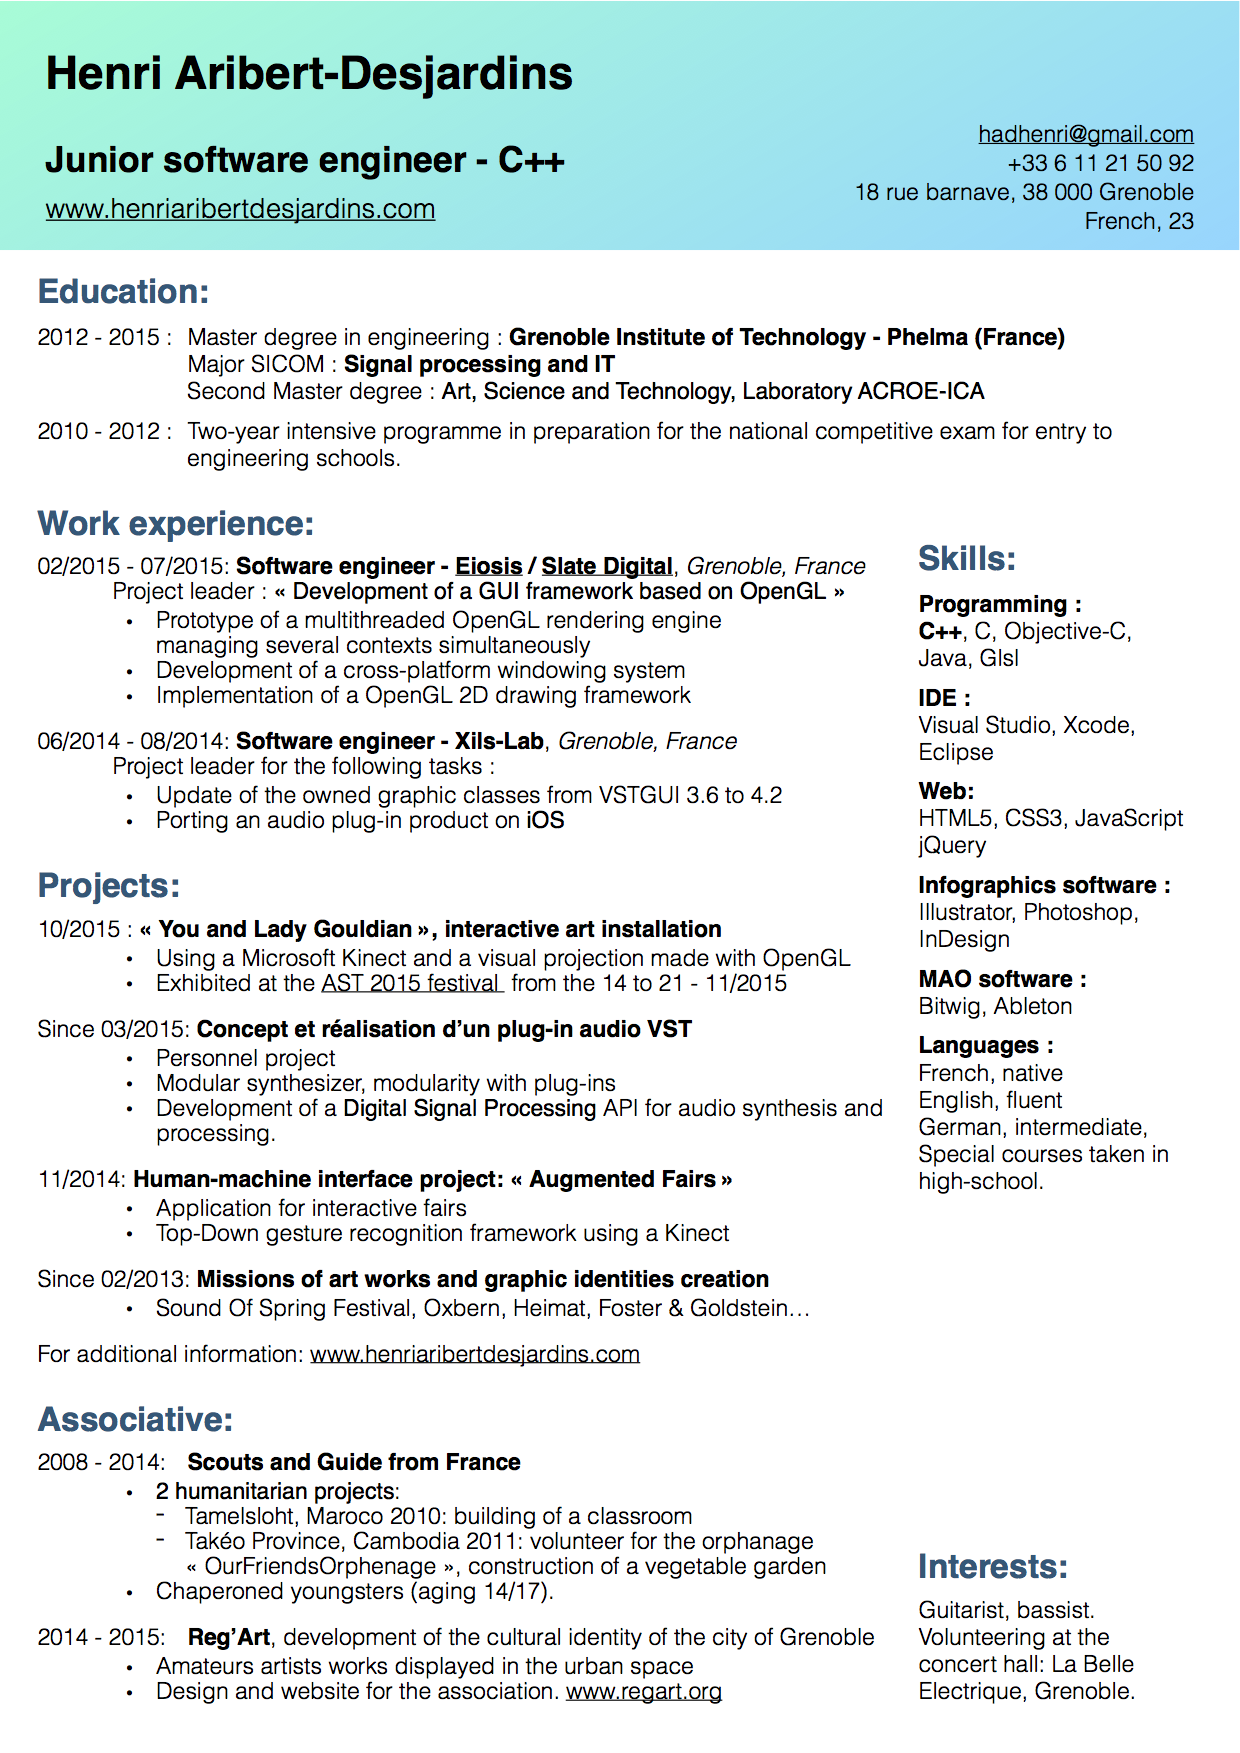 Henri Aribert-Desjardins
Junior software engineer - C++
www.henriaribertdesjardins.com
hadhenri@gmail.com
+33 6 11 21 50 92
18 rue barnave, 38 000 Grenoble
French, 23
Education:
2012 - 2015 : Master degree in engineering : Grenoble Institute of Technology - Phelma (France)
Major SICOM : Signal processing and IT
Second Master degree : Art, Science and Technology, Laboratory ACROE-ICA
2010 - 2012 : Two-year intensive programme in preparation for the national competitive exam for entry to
engineering schools.
Work experience:
02/2015 - 07/2015: Software engineer - Eiosis / Slate Digital, Grenoble, France
Project leader : « Development of a GUI framework based on OpenGL »
• Prototype of a multithreaded OpenGL rendering engine
managing several contexts simultaneously
• Development of a cross-platform windowing system
• Implementation of a OpenGL 2D drawing framework
06/2014 - 08/2014: Software engineer - Xils-Lab, Grenoble, France
Project leader for the following tasks :
• Update of the owned graphic classes from VSTGUI 3.6 to 4.2
• Porting an audio plug-in product on iOS
Projects:
10/2015 : « You and Lady Gouldian », interactive art installation
• Using a Microsoft Kinect and a visual projection made with OpenGL
• Exhibited at the AST 2015 festival from the 14 to 21 - 11/2015
Since 03/2015: Concept et réalisation d’un plug-in audio VST
• Personnel project
• Modular synthesizer, modularity with plug-ins
• Development of a Digital Signal Processing API for audio synthesis and
processing.
11/2014: Human-machine interface project: « Augmented Fairs »
• Application for interactive fairs
• Top-Down gesture recognition framework using a Kinect
Since 02/2013: Missions of art works and graphic identities creation
• Sound Of Spring Festival, Oxbern, Heimat, Foster & Goldstein…
For additional information: www.henriaribertdesjardins.com
Associative:
2008 - 2014: Scouts and Guide from France
• 2 humanitarian projects:
- Tamelsloht, Maroco 2010: building of a classroom
- Takéo Province, Cambodia 2011: volunteer for the orphanage
« OurFriendsOrphenage », construction of a vegetable garden
• Chaperoned youngsters (aging 14/17).
2014 - 2015: Reg’Art, development of the cultural identity of the city of Grenoble
• Amateurs artists works displayed in the urban space
• Design and website for the association. www.regart.org
Skills:
Programming :
C++, C, Objective-C,
Java, Glsl
IDE :
Visual Studio, Xcode,
Eclipse
Web:
HTML5, CSS3, JavaScript
jQuery
Infographics software :
Illustrator, Photoshop,
InDesign
MAO software :
Bitwig, Ableton
Languages :
French, native
English, fluent
German, intermediate,
Special courses taken in
high-school.
Interests:
Guitarist, bassist.
Volunteering at the
concert hall: La Belle
Electrique, Grenoble.